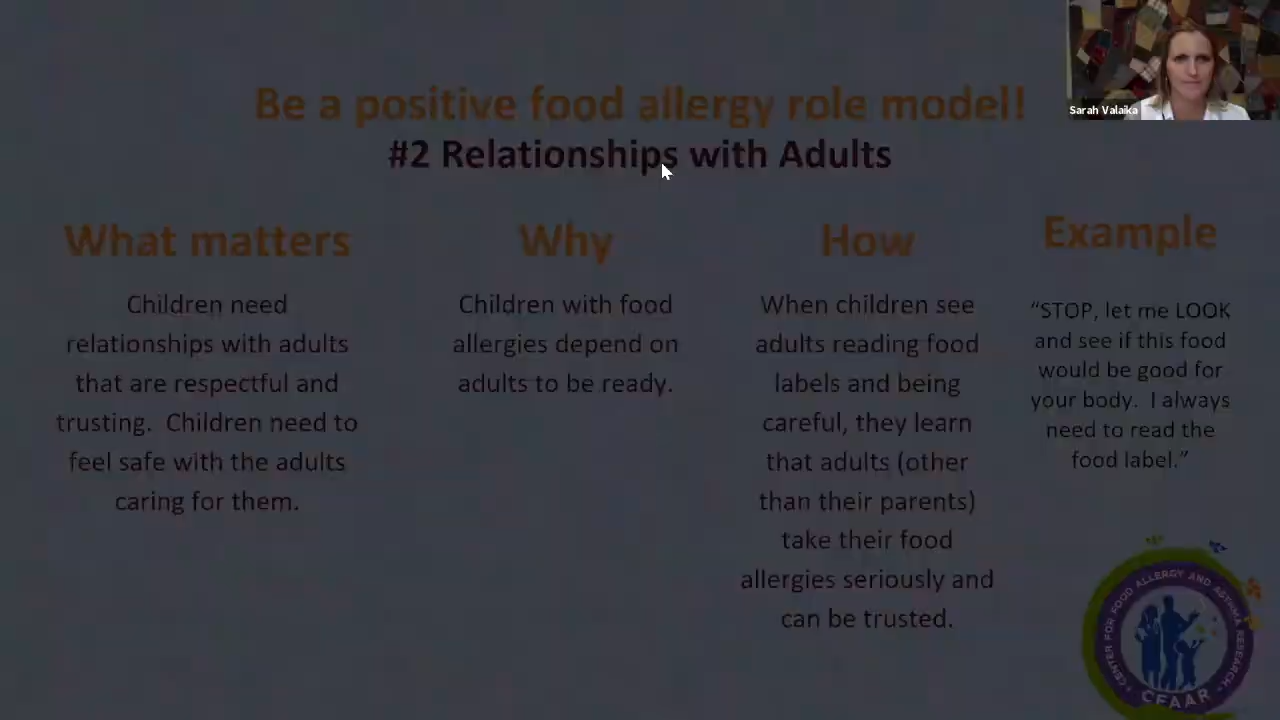 Sarah Valaika
Be a positive food allergy role model!
#2 Relationships with Adults
What matters
Children need
relationships with adults
that are respectful and
trusting. Children need to
feel safe with the adults
caring for them.
Why
Children with food
allergies depend on
adults to be ready.
How
When children see
adults reading food
labels and being
careful, they learn
that adults (other
than their parents)
take their food
allergies seriously and
can be trusted.
Example
“STOP, let me LOOK
and see if this food
would be good for
your body. I always
need to read the
food label.”
CENTER FOR FOOD ALLERGY AND ASTHMA RESEARCH
CFAAR